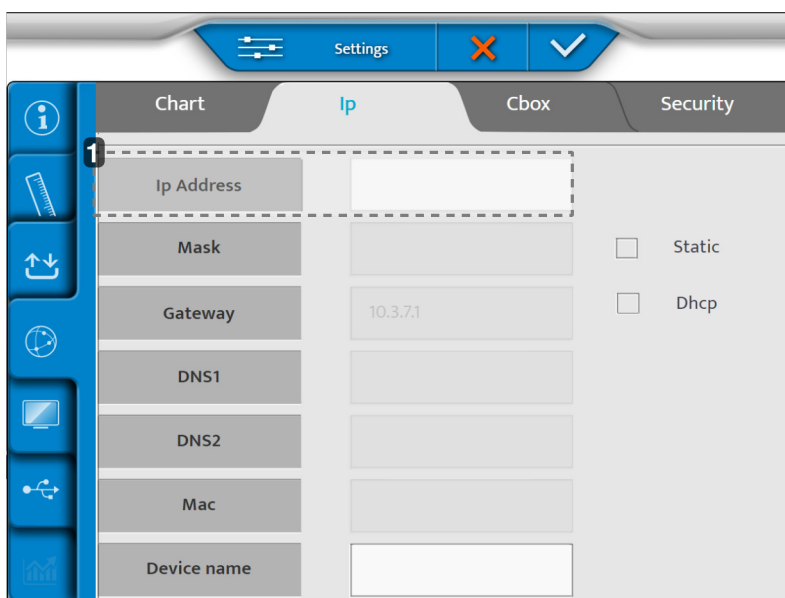 Settings
Chart
Ip
Cbox
Security
1
Ip Address
Mask
Static
Gateway
10.3.7.1
Dhcp
DNS1
DNS2
Mac
Device name